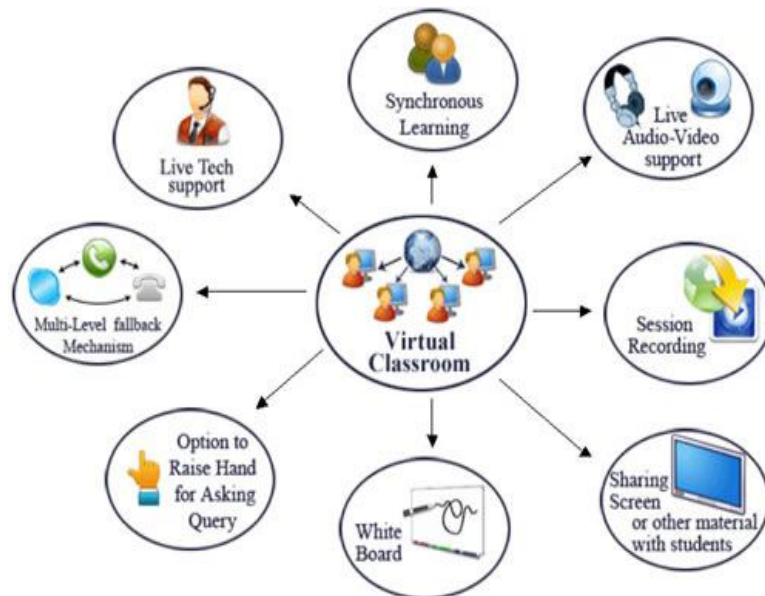 Synchronous
Learning
Live
Audio-Video
support
Live Tech
support
Multi-Level fallback
Mechanism
Virtual
Classroom
Session
Recording
Option to
Raise Hand
for Asking
Query
White
Board
Sharing
Screen
or other material
with students